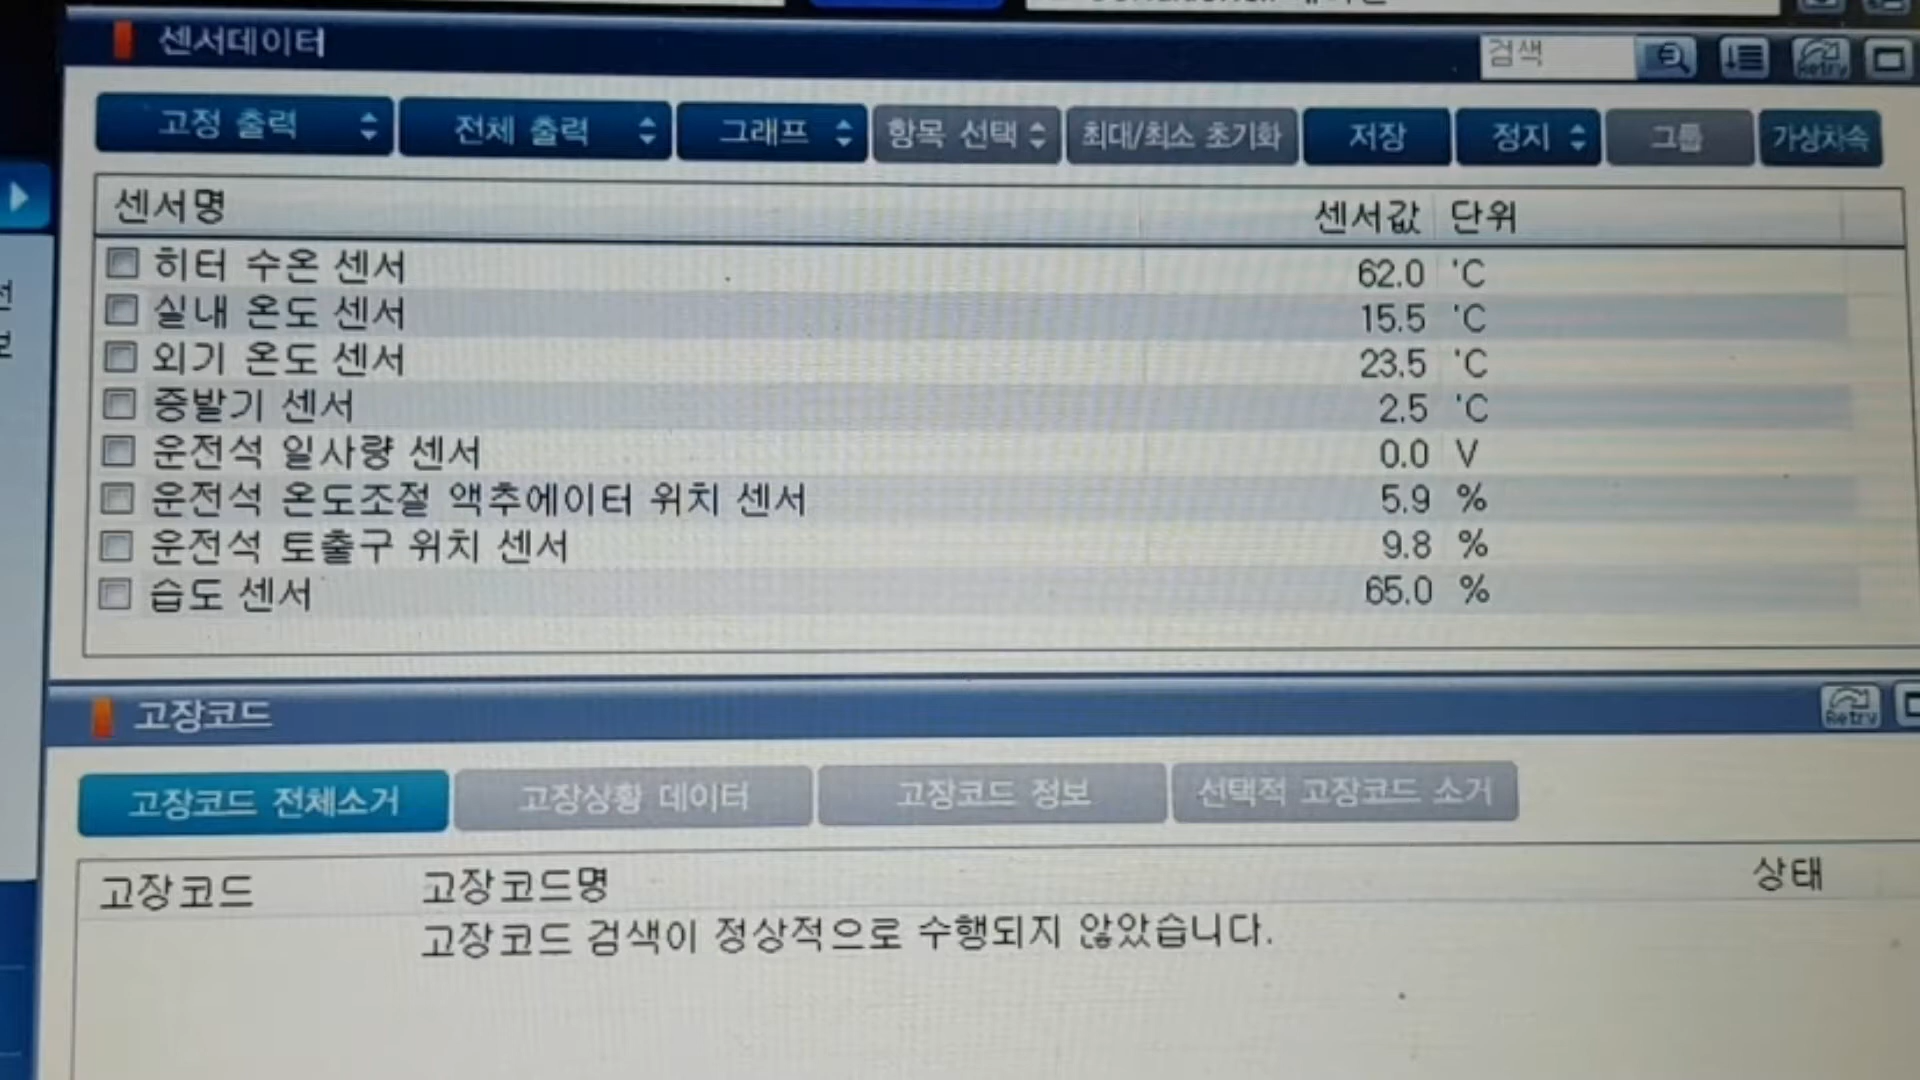 센서데이터
검색
Retry
고정 출력 전체 출력 그래프 항목 선택 최대/최소 초기화 저장 정지 그룹 가상차속
센서명 센서값 단위
히터 수온 센서 62.0 'C
실내 온도 센서 15.5 'C
외기 온도 센서 23.5 'C
증발기 센서 2.5 'C
운전석 일사량 센서 0.0 V
운전석 온도조절 액추에이터 위치 센서 5.9 %
운전석 토출구 위치 센서 9.8 %
습도 센서 65.0 %
고장코드
Retry
고장코드 전체소거 고장상황 데이터 고장코드 정보 선택적 고장코드 소거
고장코드 고장코드명 상태
고장코드 검색이 정상적으로 수행되지 않았습니다.